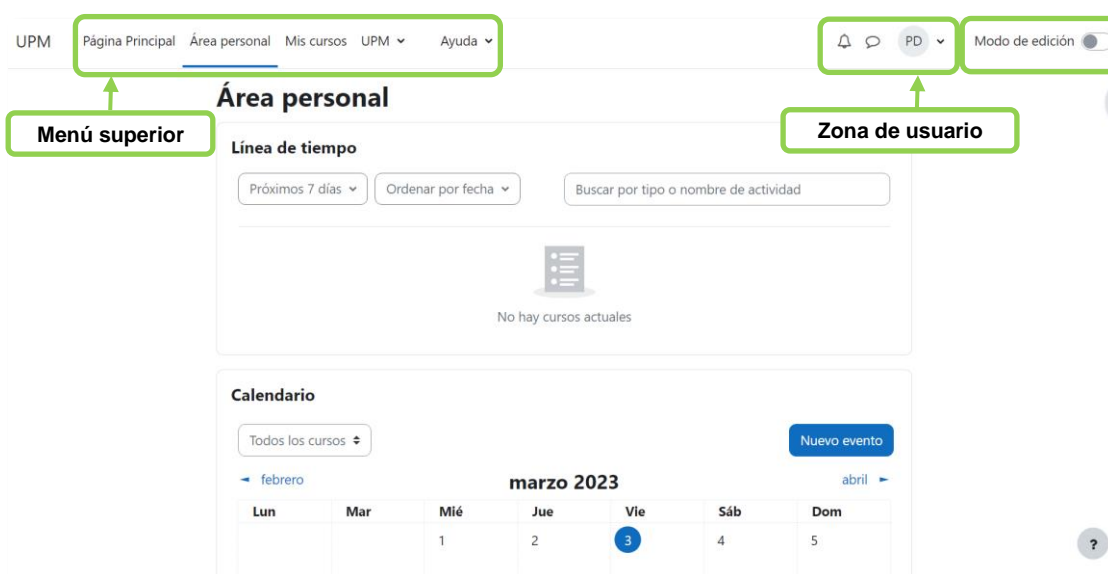 UPM Página Principal Área personal Mis cursos UPM Ayuda PD Modo de edición
Área personal
Menú superior Zona de usuario
Línea de tiempo
Próximos 7 días Ordenar por fecha Buscar por tipo o nombre de actividad
No hay cursos actuales
Calendario
Todos los cursos Nuevo evento
◄ febrero marzo 2023 abril ►
Lun Mar Mié Jue Vie Sáb Dom
1 2 3 4 5
?